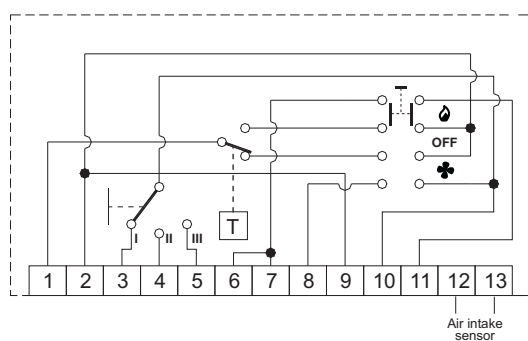 OFF
T
I II III
1 2 3 4 5 6 7 8 9 10 11 12 13
Air intake
sensor